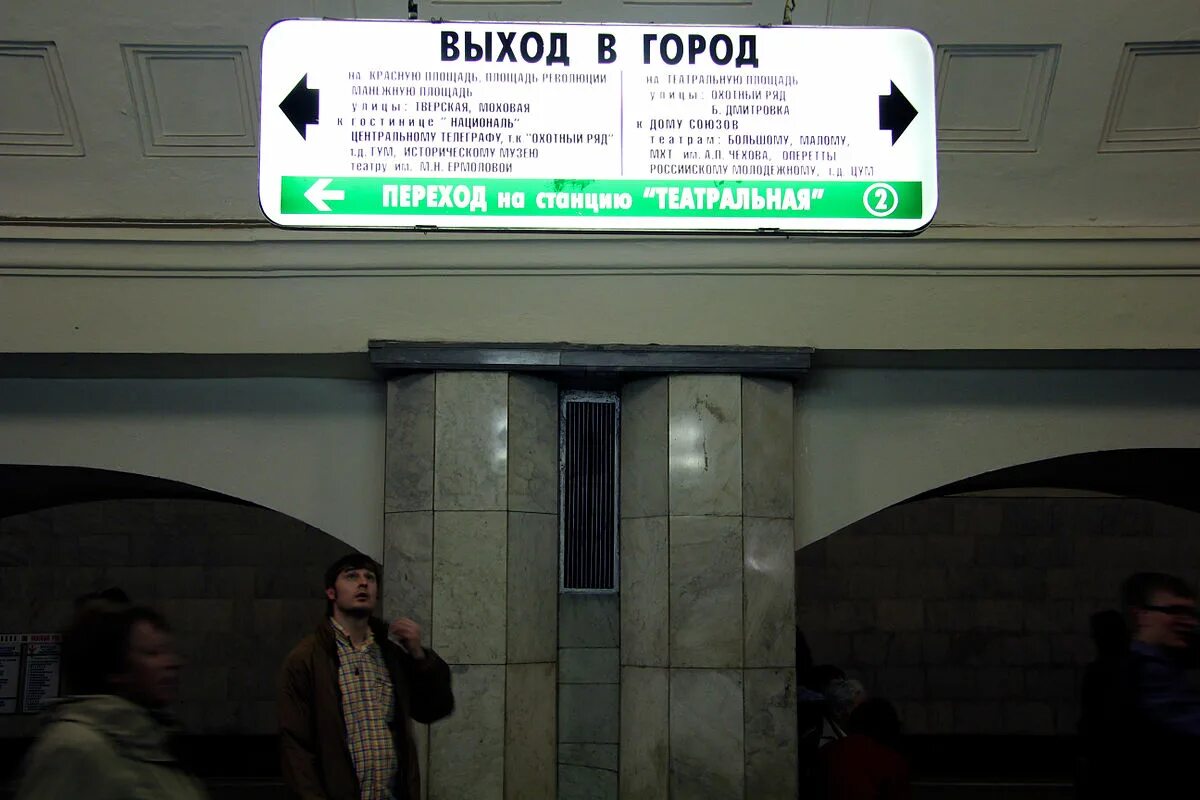 ВЫХОД В ГОРОД
НА КРАСНУЮ ПЛОЩАДЬ, ПЛОЩАДЬ РЕВОЛЮЦИИ
МАНЕЖНУЮ ПЛОЩАДЬ
улицы: ТВЕРСКАЯ, МОХОВАЯ
к гостинице "НАЦИОНАЛЬ"
ЦЕНТРАЛЬНОМУ ТЕЛЕГРАФУ, т.к "ОХОТНЫЙ РЯД"
т.д. ГУМ, ИСТОРИЧЕСКОМУ МУЗЕЮ
театру им. М.Н. ЕРМОЛОВОЙ
НА ТЕАТРАЛЬНУЮ ПЛОЩАДЬ
улицы: ОХОТНЫЙ РЯД
Б. ДМИТРОВКА
к ДОМУ СОЮЗОВ
театрам: БОЛЬШОМУ, МАЛОМУ,
МХТ им. А.П. ЧЕХОВА, ОПЕРЕТТЫ
РОССИЙСКОМУ МОЛОДЕЖНОМУ, т.д. ЦУМ
ПЕРЕХОД на станцию "ТЕАТРАЛЬНАЯ" 2